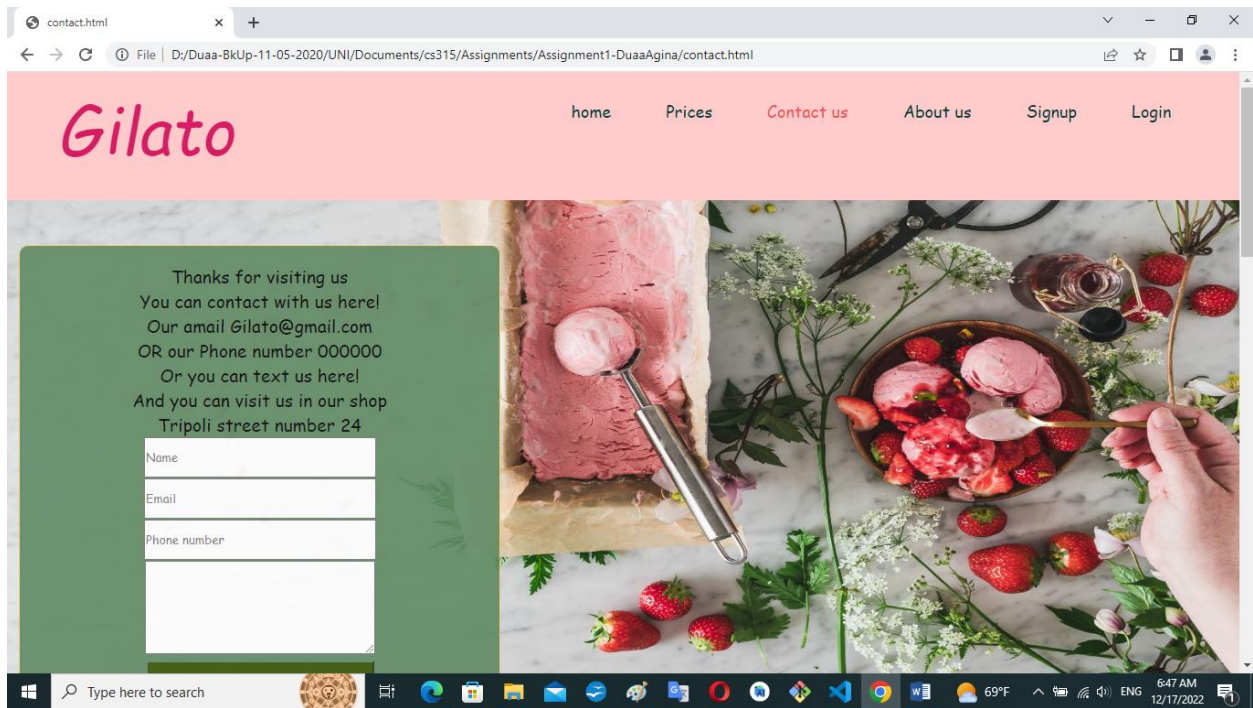 contact.html
File | D:/Duaa-BkUp-11-05-2020/UNI/Documents/cs315/Assignments/Assignment1-DuaaAgina/contact.html
Gilato
home Prices Contact us About us Signup Login
Thanks for visiting us
You can contact with us here!
Our amail Gilato@gmail.com
OR our Phone number 000000
Or you can text us here!
And you can visit us in our shop
Tripoli street number 24
Name
Email
Phone number
Type here to search
69°F
ENG
6:47 AM
12/17/2022
1